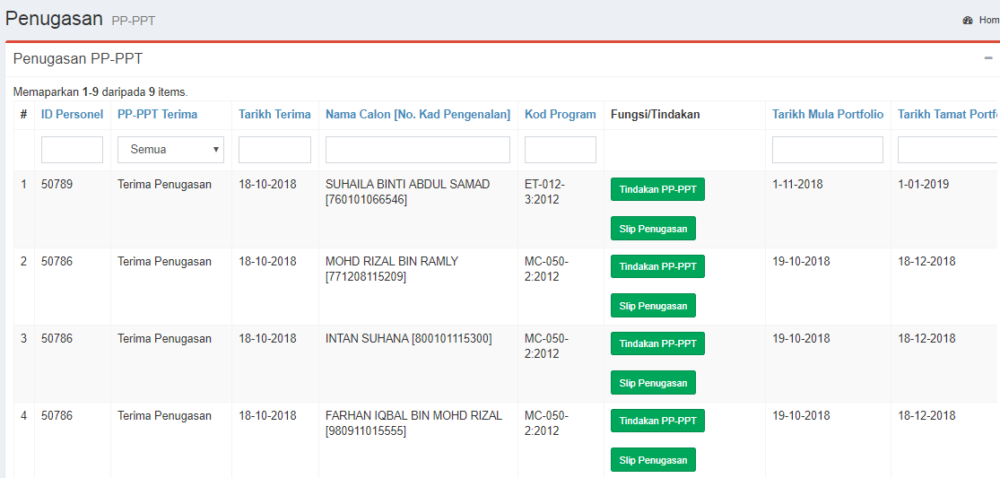 Penugasan PP-PPT
Hom
Penugasan PP-PPT
Memaparkan 1-9 daripada 9 items.
# ID Personel PP-PPT Terima Tarikh Terima Nama Calon [No. Kad Pengenalan] Kod Program Fungsi/Tindakan Tarikh Mula Portfolio Tarikh Tamat Portf
Semua
1 50789 Terima Penugasan 18-10-2018 SUHAILA BINTI ABDUL SAMAD ET-012- Tindakan PP-PPT 1-11-2018 1-01-2019
[760101066546] 3:2012
Slip Penugasan
2 50786 Terima Penugasan 18-10-2018 MOHD RIZAL BIN RAMLY MC-050- Tindakan PP-PPT 19-10-2018 18-12-2018
[771208115209] 2:2012
Slip Penugasan
3 50786 Terima Penugasan 18-10-2018 INTAN SUHANA [800101115300] MC-050- Tindakan PP-PPT 19-10-2018 18-12-2018
2:2012
Slip Penugasan
4 50786 Terima Penugasan 18-10-2018 FARHAN IQBAL BIN MOHD RIZAL MC-050- Tindakan PP-PPT 19-10-2018 18-12-2018
[980911015555] 2:2012
Slip Penugasan